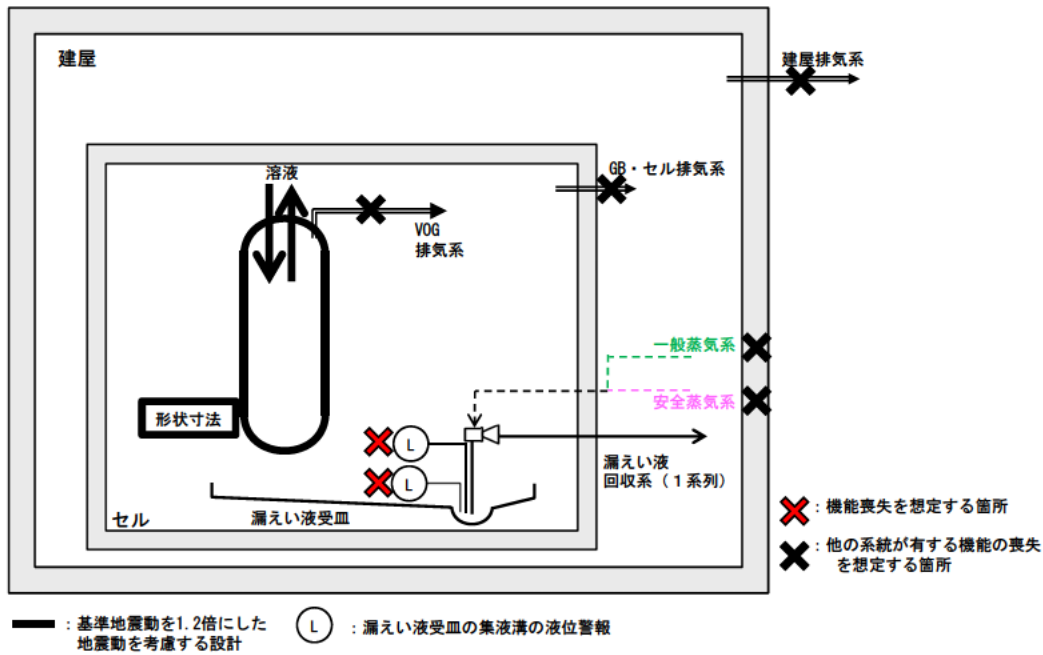 建屋
建屋排気系
溶液
GB・セル排気系
VOG
排気系
一般蒸気系
安全蒸気系
形状寸法
L
L
漏えい液
回収系（１系列）
漏えい液受皿
セル
：機能喪失を想定する箇所
：他の系統が有する機能の喪失
を想定する箇所
：基準地震動を1.2倍にした
地震動を考慮する設計
L
：漏えい液受皿の集液溝の液位警報